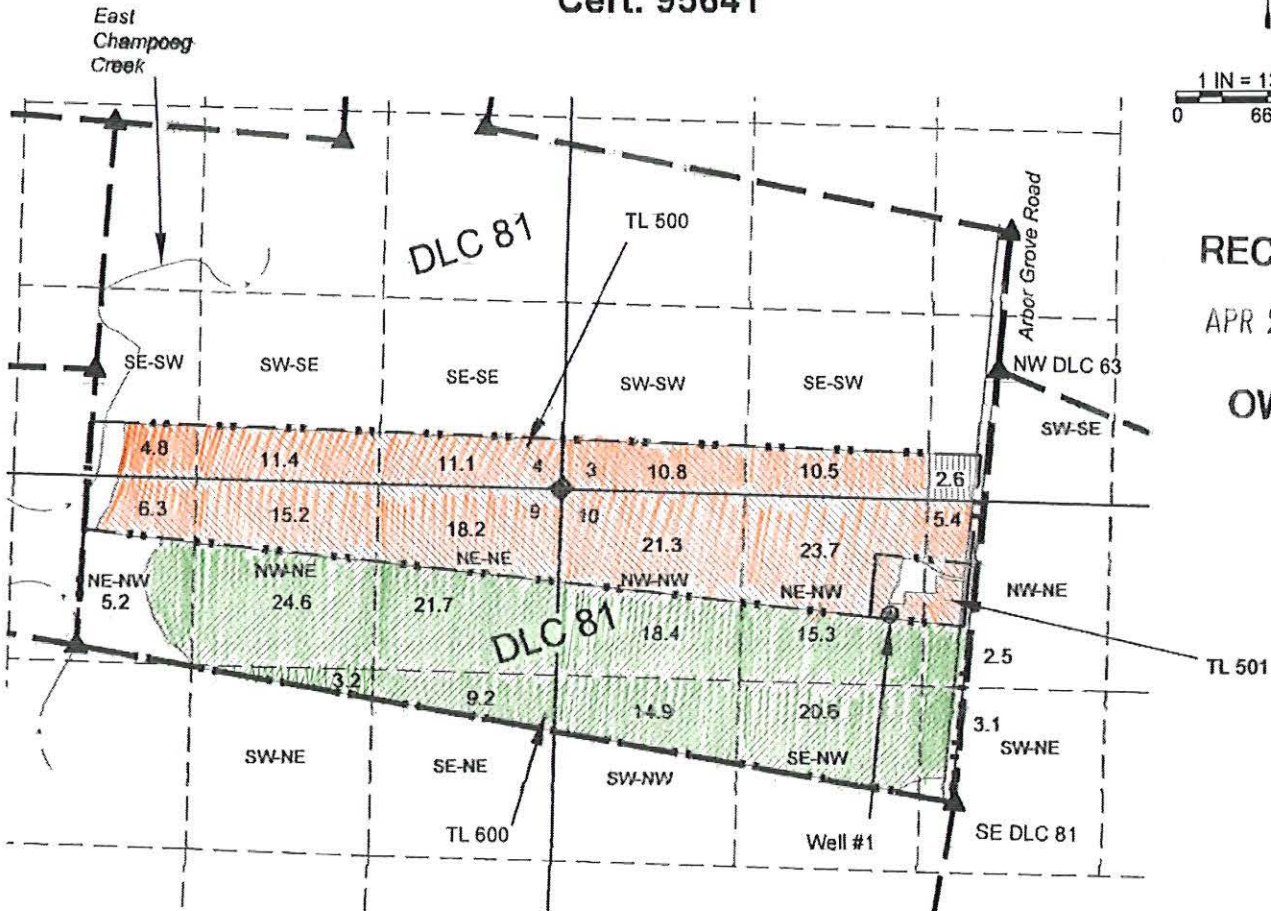 Cert. 95641
East
Champoeg
Creek
1 IN = 13
0 66
DLC 81
TL 500
Arbor Grove Road
REC
APR
OW
SE-SW
SW-SE
SE-SE
SW-SW
SE-SW
NW DLC 63
SW-SE
4.8
11.4
11.1
4
3
10.8
10.5
2.6
6.3
15.2
18.2
9
10
21.3
23.7
5.4
NE-NW
NW-NE
NE-NE
NW-NW
NE-NW
NW-NE
5.2
24.6
21.7
DLC 81
18.4
15.3
2.5
TL 501
3.2
9.2
14.9
20.6
3.1
SW-NE
SE-NE
SW-NW
SE-NW
SW-NE
TL 600
Well #1
SE DLC 81